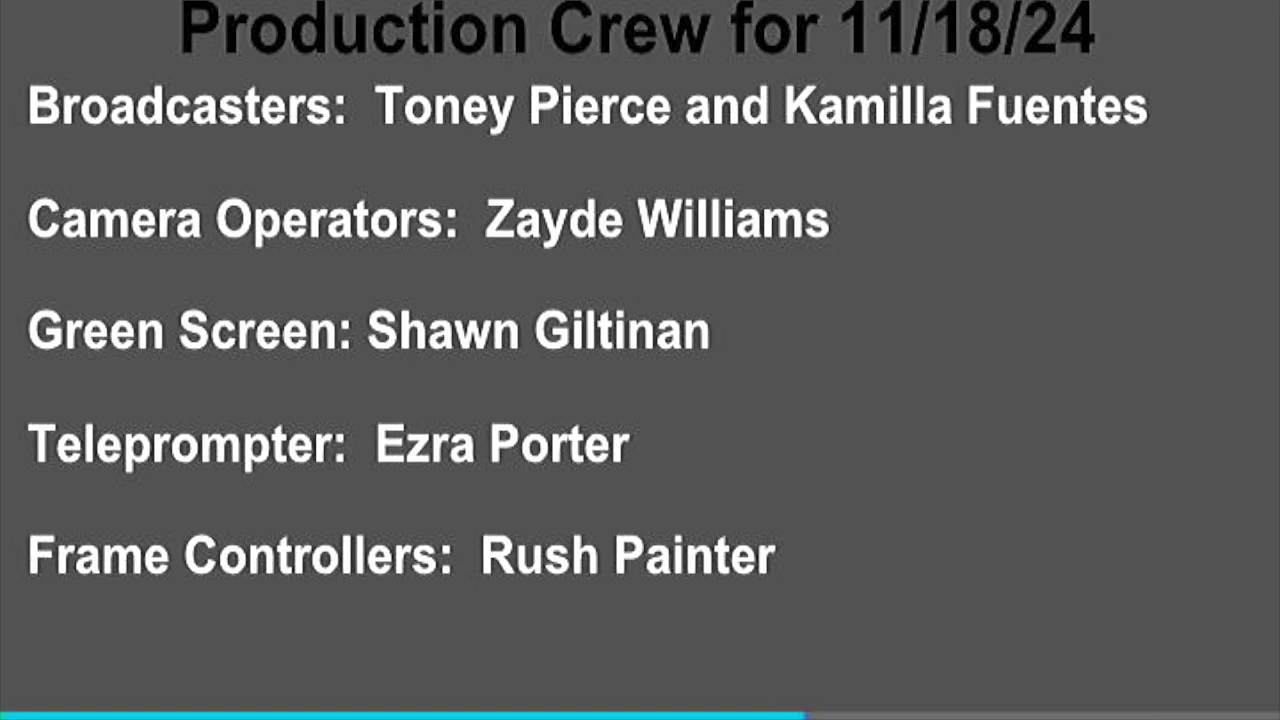 Production Crew for 11/18/24
Broadcasters:  Toney Pierce and Kamilla Fuentes
Camera Operators:  Zayde Williams
Green Screen: Shawn Giltinan
Teleprompter:  Ezra Porter
Frame Controllers:  Rush Painter